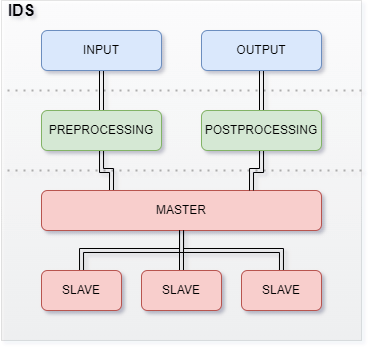 IDS
INPUT
OUTPUT
PREPROCESSING
POSTPROCESSING
MASTER
SLAVE
SLAVE
SLAVE